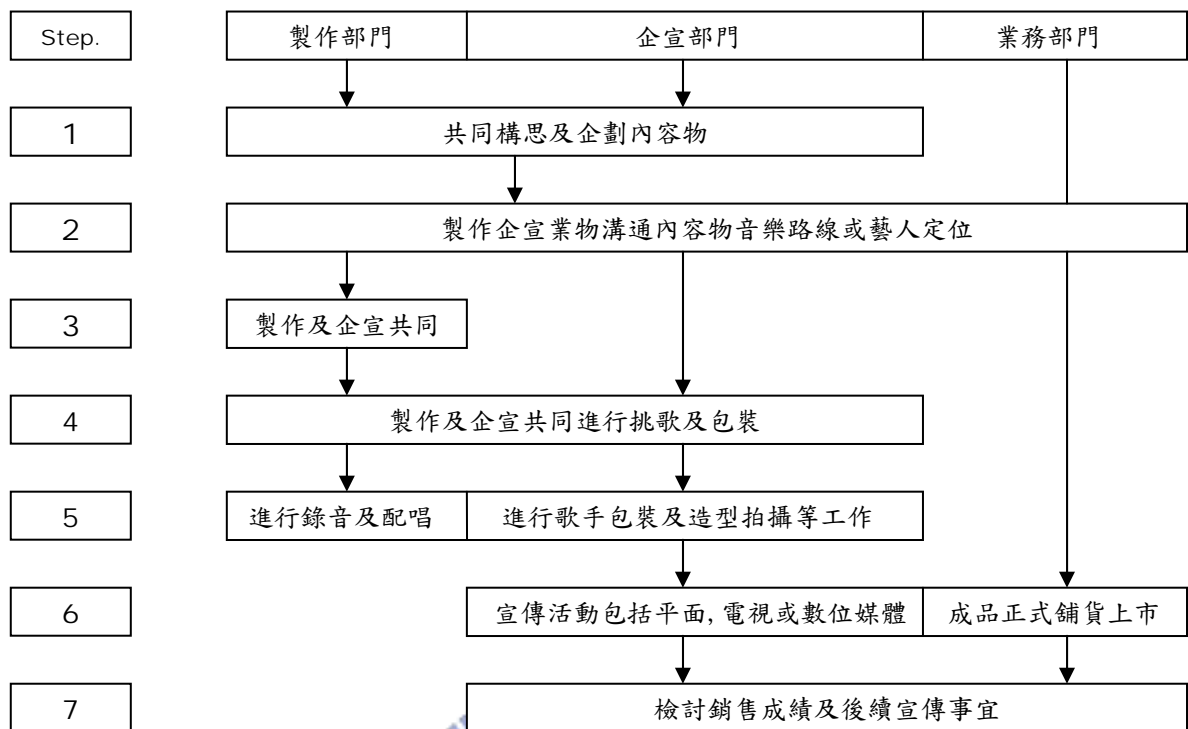 Step. 製作部門 企宣部門 業務部門
1 共同構思及企劃內容物
2 製作企宣業物溝通內容物音樂路線或藝人定位
3 製作及企宣共同
4 製作及企宣共同進行挑歌及包裝
5 進行錄音及配唱 進行歌手包裝及造型拍攝等工作
6 宣傳活動包括平面,電視或數位媒體 成品正式舖貨上市
7 檢討銷售成績及後續宣傳事宜